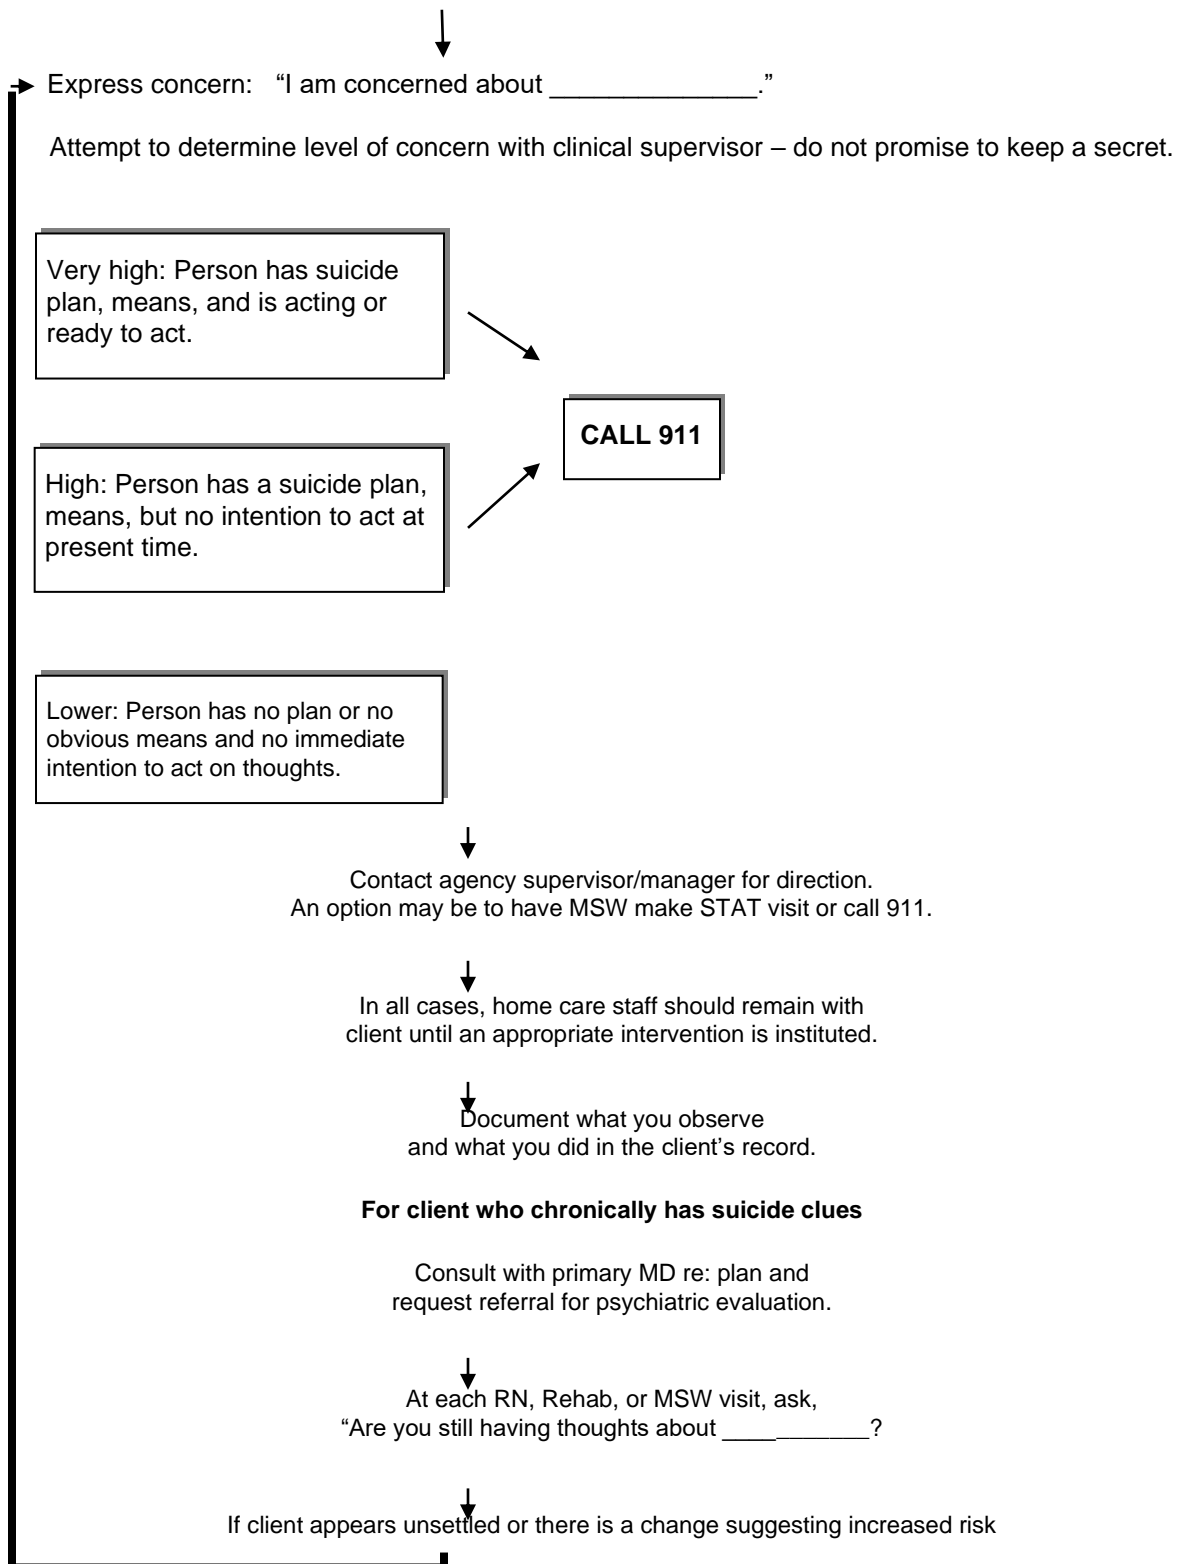 Express concern: “I am concerned about ______________.”
Attempt to determine level of concern with clinical supervisor – do not promise to keep a secret.
Very high: Person has suicide
plan, means, and is acting or
ready to act.
CALL 911
High: Person has a suicide plan,
means, but no intention to act at
present time.
Lower: Person has no plan or no
obvious means and no immediate
intention to act on thoughts.
Contact agency supervisor/manager for direction.
An option may be to have MSW make STAT visit or call 911.
In all cases, home care staff should remain with
client until an appropriate intervention is instituted.
Document what you observe
and what you did in the client’s record.
For client who chronically has suicide clues
Consult with primary MD re: plan and
request referral for psychiatric evaluation.
At each RN, Rehab, or MSW visit, ask,
“Are you still having thoughts about ___________?
If client appears unsettled or there is a change suggesting increased risk